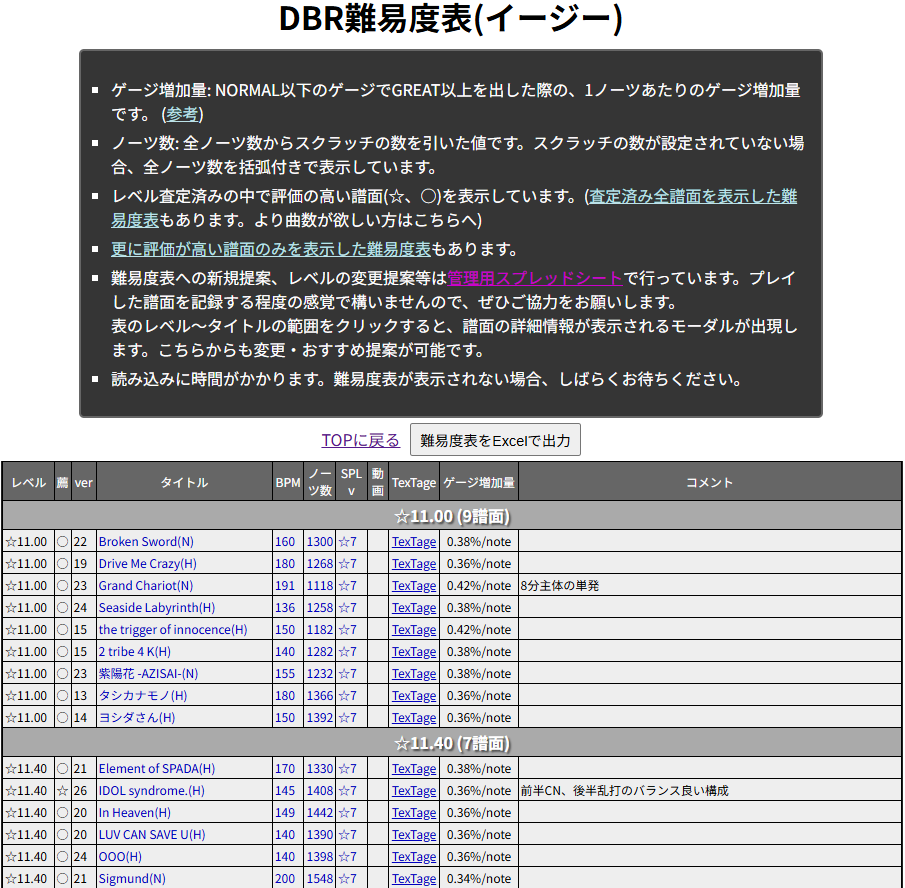 DBR難易度表(イージー)
ゲージ増加量: NORMAL以下のゲージでGREAT以上を出した際の、1ノーツあたりのゲージ増加量
です。 (参考)
ノーツ数: 全ノーツ数からスクラッチの数を引いた値です。スクラッチの数が設定されていない場
合、全ノーツ数を括弧付きで表示しています。
レベル査定済みの中で評価の高い譜面(☆、○)を表示しています。(査定済み全譜面を表示した難
易度表もあります。より曲数が欲しい方はこちらへ)
更に評価が高い譜面のみを表示した難易度表もあります。
難易度表への新規提案、レベルの変更提案等は管理用スプレッドシートで行っています。プレイ
した譜面を記録する程度の感覚で構いませんので、ぜひご協力をお願いします。
表のレベル～タイトルの範囲をクリックすると、譜面の詳細情報が表示されるモーダルが出現し
ます。こちらからも変更・おすすめ提案が可能です。
読み込みに時間がかかります。難易度表が表示されない場合、しばらくお待ちください。
TOPに戻る 難易度表をExcelで出力
レベル 薦 ver タイトル BPM ノーツ数 SPLv 動画 TexTage ゲージ増加量 コメント
☆11.00 (9譜面)
☆11.00 ○ 22 Broken Sword(N) 160 1300 ☆7 TexTage 0.38%/note
☆11.00 ○ 19 Drive Me Crazy(H) 180 1268 ☆7 TexTage 0.36%/note
☆11.00 ○ 23 Grand Chariot(N) 191 1118 ☆7 TexTage 0.42%/note 8分主体の単発
☆11.00 ○ 24 Seaside Labyrinth(H) 136 1258 ☆7 TexTage 0.38%/note
☆11.00 ○ 15 the trigger of innocence(H) 150 1182 ☆7 TexTage 0.42%/note
☆11.00 ○ 15 2 tribe 4 K(H) 140 1282 ☆7 TexTage 0.38%/note
☆11.00 ○ 23 紫陽花 -AZISAI-(N) 155 1232 ☆7 TexTage 0.38%/note
☆11.00 ○ 13 タシカナモノ(H) 180 1366 ☆7 TexTage 0.36%/note
☆11.00 ○ 14 ヨシダさん(H) 150 1392 ☆7 TexTage 0.36%/note
☆11.40 (7譜面)
☆11.40 ○ 21 Element of SPADA(H) 170 1330 ☆7 TexTage 0.38%/note
☆11.40 ☆ 26 IDOL syndrome.(H) 145 1408 ☆7 TexTage 0.36%/note 前半CN、後半乱打のバランス良い構成
☆11.40 ○ 20 In Heaven(H) 149 1442 ☆7 TexTage 0.36%/note
☆11.40 ○ 20 LUV CAN SAVE U(H) 140 1390 ☆7 TexTage 0.36%/note
☆11.40 ○ 24 OOO(H) 140 1398 ☆7 TexTage 0.36%/note
☆11.40 ○ 21 Sigmund(N) 200 1548 ☆7 TexTage 0.34%/note